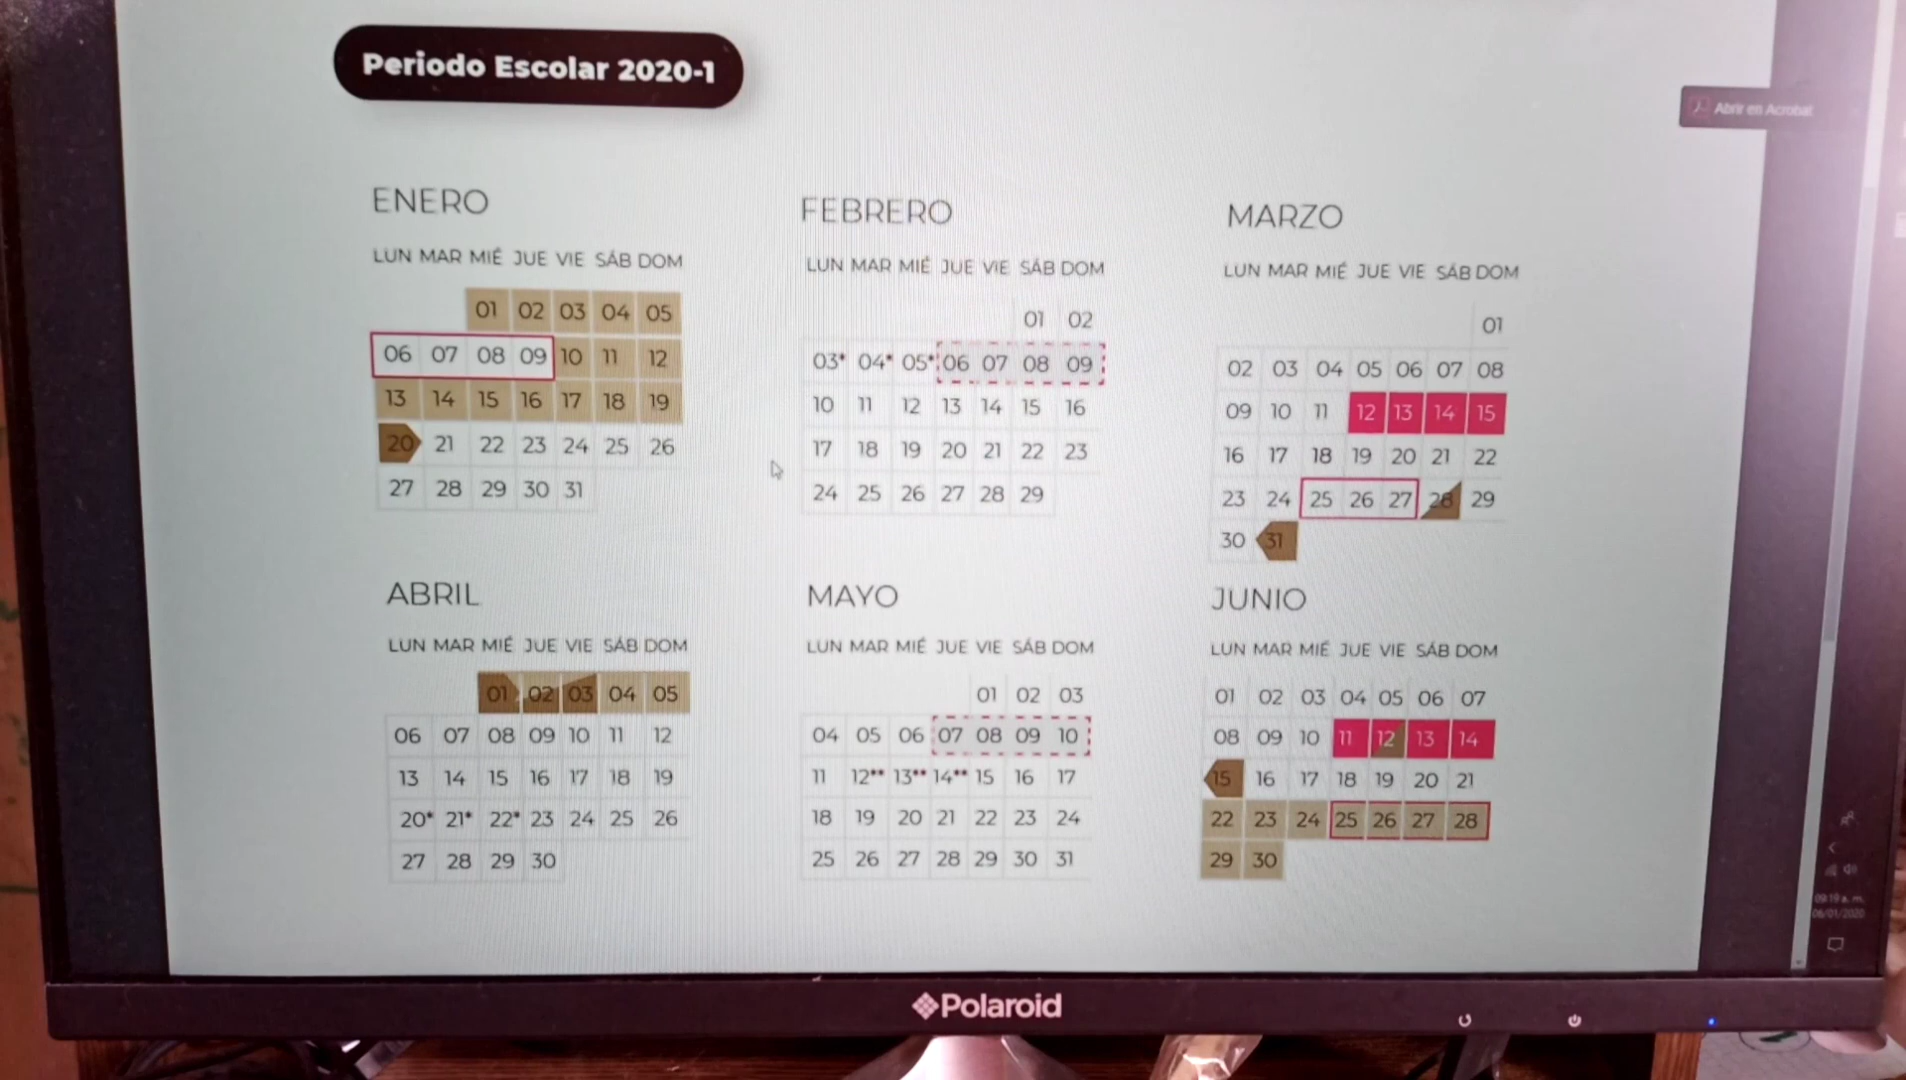 Periodo Escolar 2020-1
Abrir en Acrobat
ENERO
LUN MAR MIÉ JUE VIE SÁB DOM
01 02 03 04 05
06 07 08 09 10 11 12
13 14 15 16 17 18 19
20 21 22 23 24 25 26
27 28 29 30 31
FEBRERO
LUN MAR MIÉ JUE VIE SÁB DOM
01 02
03* 04* 05* 06 07 08 09
10 11 12 13 14 15 16
17 18 19 20 21 22 23
24 25 26 27 28 29
MARZO
LUN MAR MIÉ JUE VIE SÁB DOM
01
02 03 04 05 06 07 08
09 10 11 12 13 14 15
16 17 18 19 20 21 22
23 24 25 26 27 28 29
30 31
ABRIL
LUN MAR MIÉ JUE VIE SÁB DOM
01 02 03 04 05
06 07 08 09 10 11 12
13 14 15 16 17 18 19
20* 21* 22* 23 24 25 26
27 28 29 30
MAYO
LUN MAR MIÉ JUE VIE SÁB DOM
01 02 03
04 05 06 07 08 09 10
11 12** 13** 14** 15 16 17
18 19 20 21 22 23 24
25 26 27 28 29 30 31
JUNIO
LUN MAR MIÉ JUE VIE SÁB DOM
01 02 03 04 05 06 07
08 09 10 11 12 13 14
15 16 17 18 19 20 21
22 23 24 25 26 27 28
29 30
09:19 a. m.
06/01/2020
Polaroid